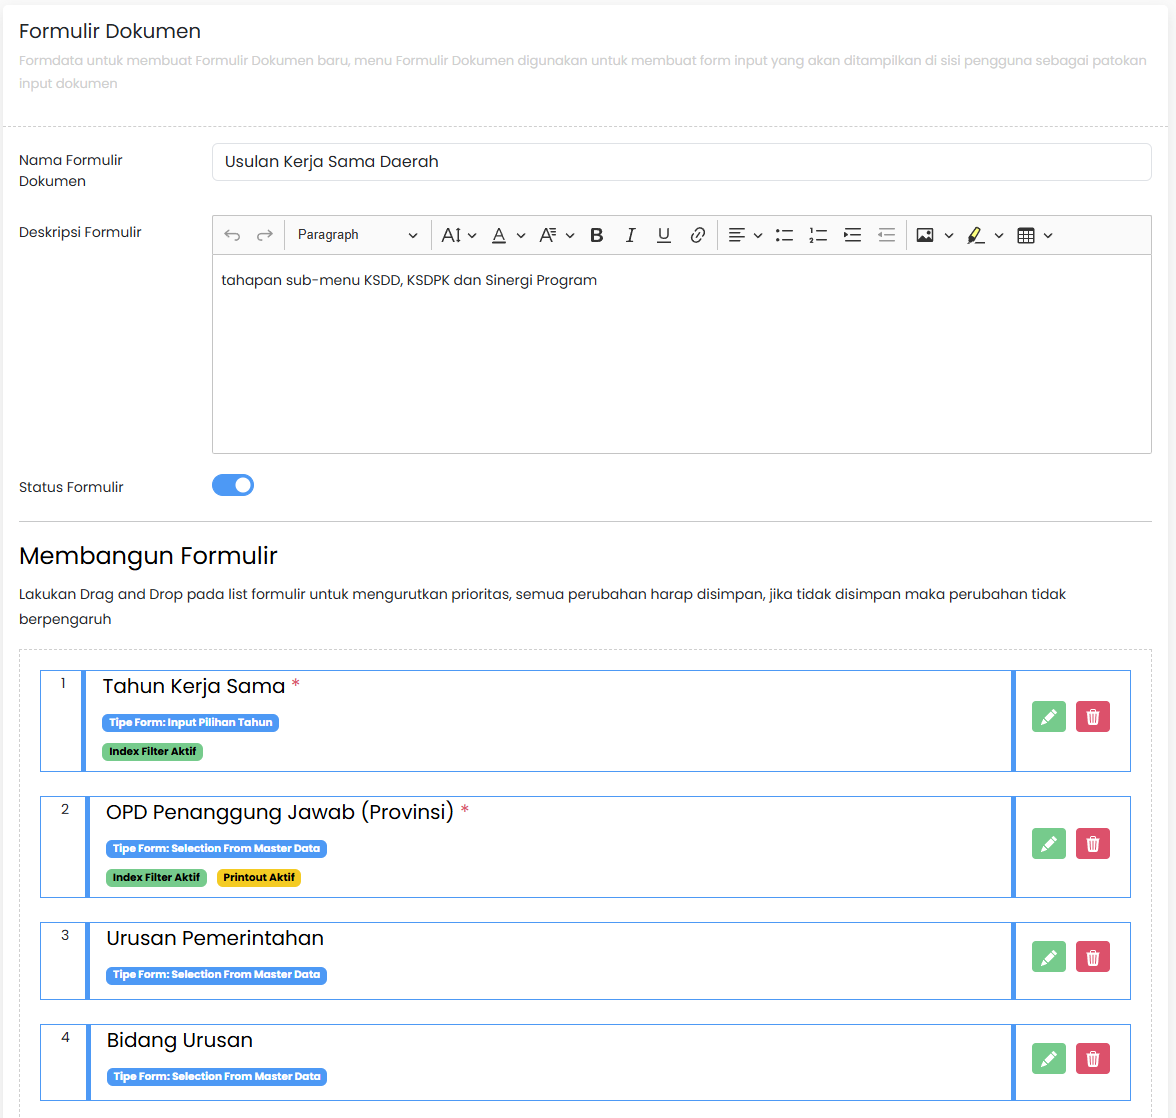 Formulir Dokumen
Formdata untuk membuat Formulir Dokumen baru, menu Formulir Dokumen digunakan untuk membuat form input yang akan ditampilkan di sisi pengguna sebagai patokan
input dokumen
Nama Formulir
Dokumen
Usulan Kerja Sama Daerah
Deskripsi Formulir
Paragraph
tahapan sub-menu KSDD, KSDPK dan Sinergi Program
Status Formulir
Membangun Formulir
Lakukan Drag and Drop pada list formulir untuk mengurutkan prioritas, semua perubahan harap disimpan, jika tidak disimpan maka perubahan tidak
berpengaruh
1
Tahun Kerja Sama *
Tipe Form: Input Pilihan Tahun
Index Filter Aktif
2
OPD Penanggung Jawab (Provinsi) *
Tipe Form: Selection From Master Data
Index Filter Aktif Printout Aktif
3
Urusan Pemerintahan
Tipe Form: Selection From Master Data
4
Bidang Urusan
Tipe Form: Selection From Master Data